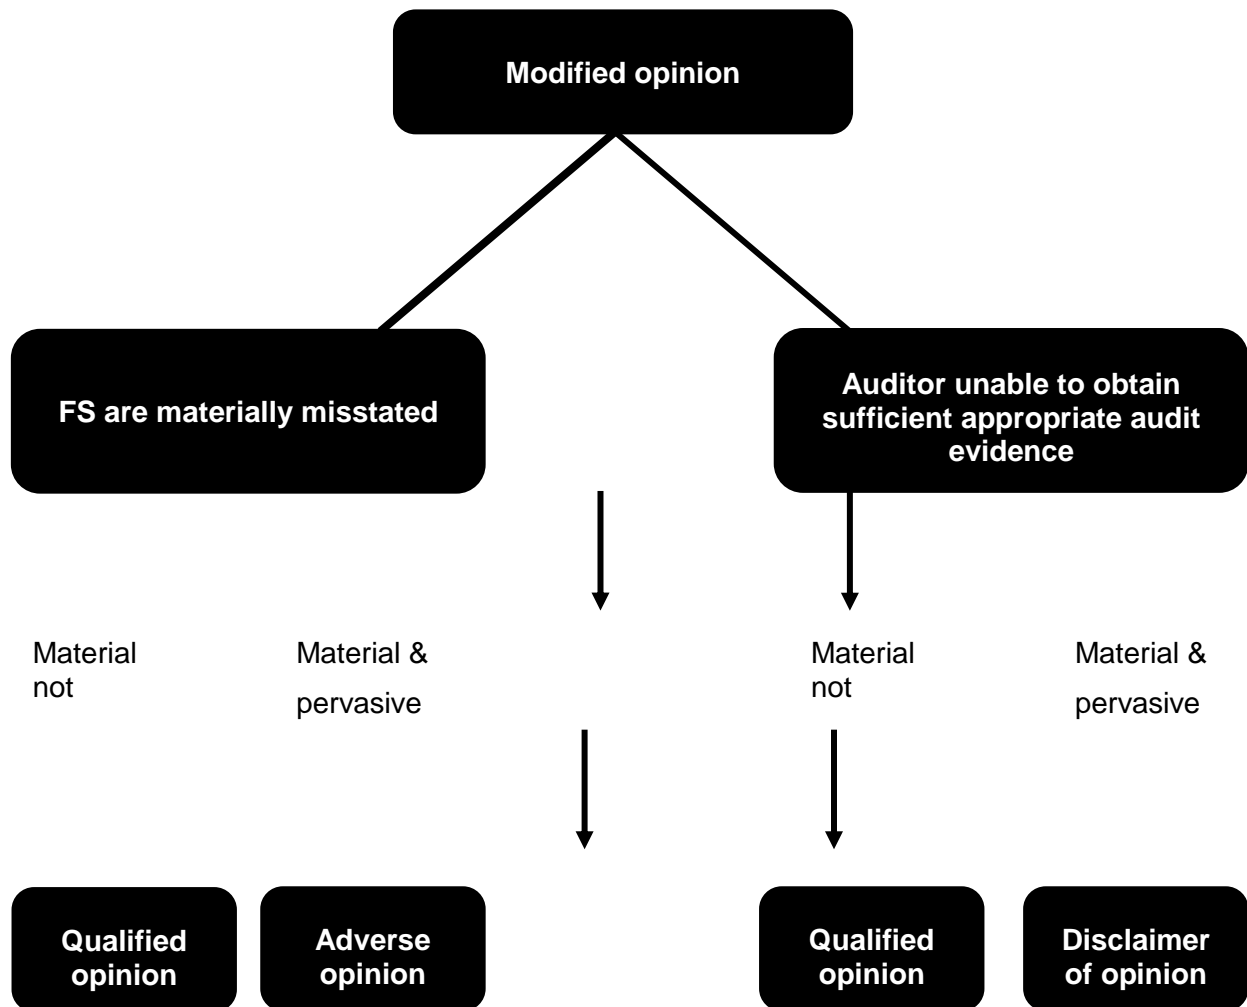 Modified opinion
FS are materially misstated
Auditor unable to obtain
sufficient appropriate audit
evidence
Material
not
Material &
pervasive
Material
not
Material &
pervasive
Qualified
opinion
Adverse
opinion
Qualified
opinion
Disclaimer
of opinion